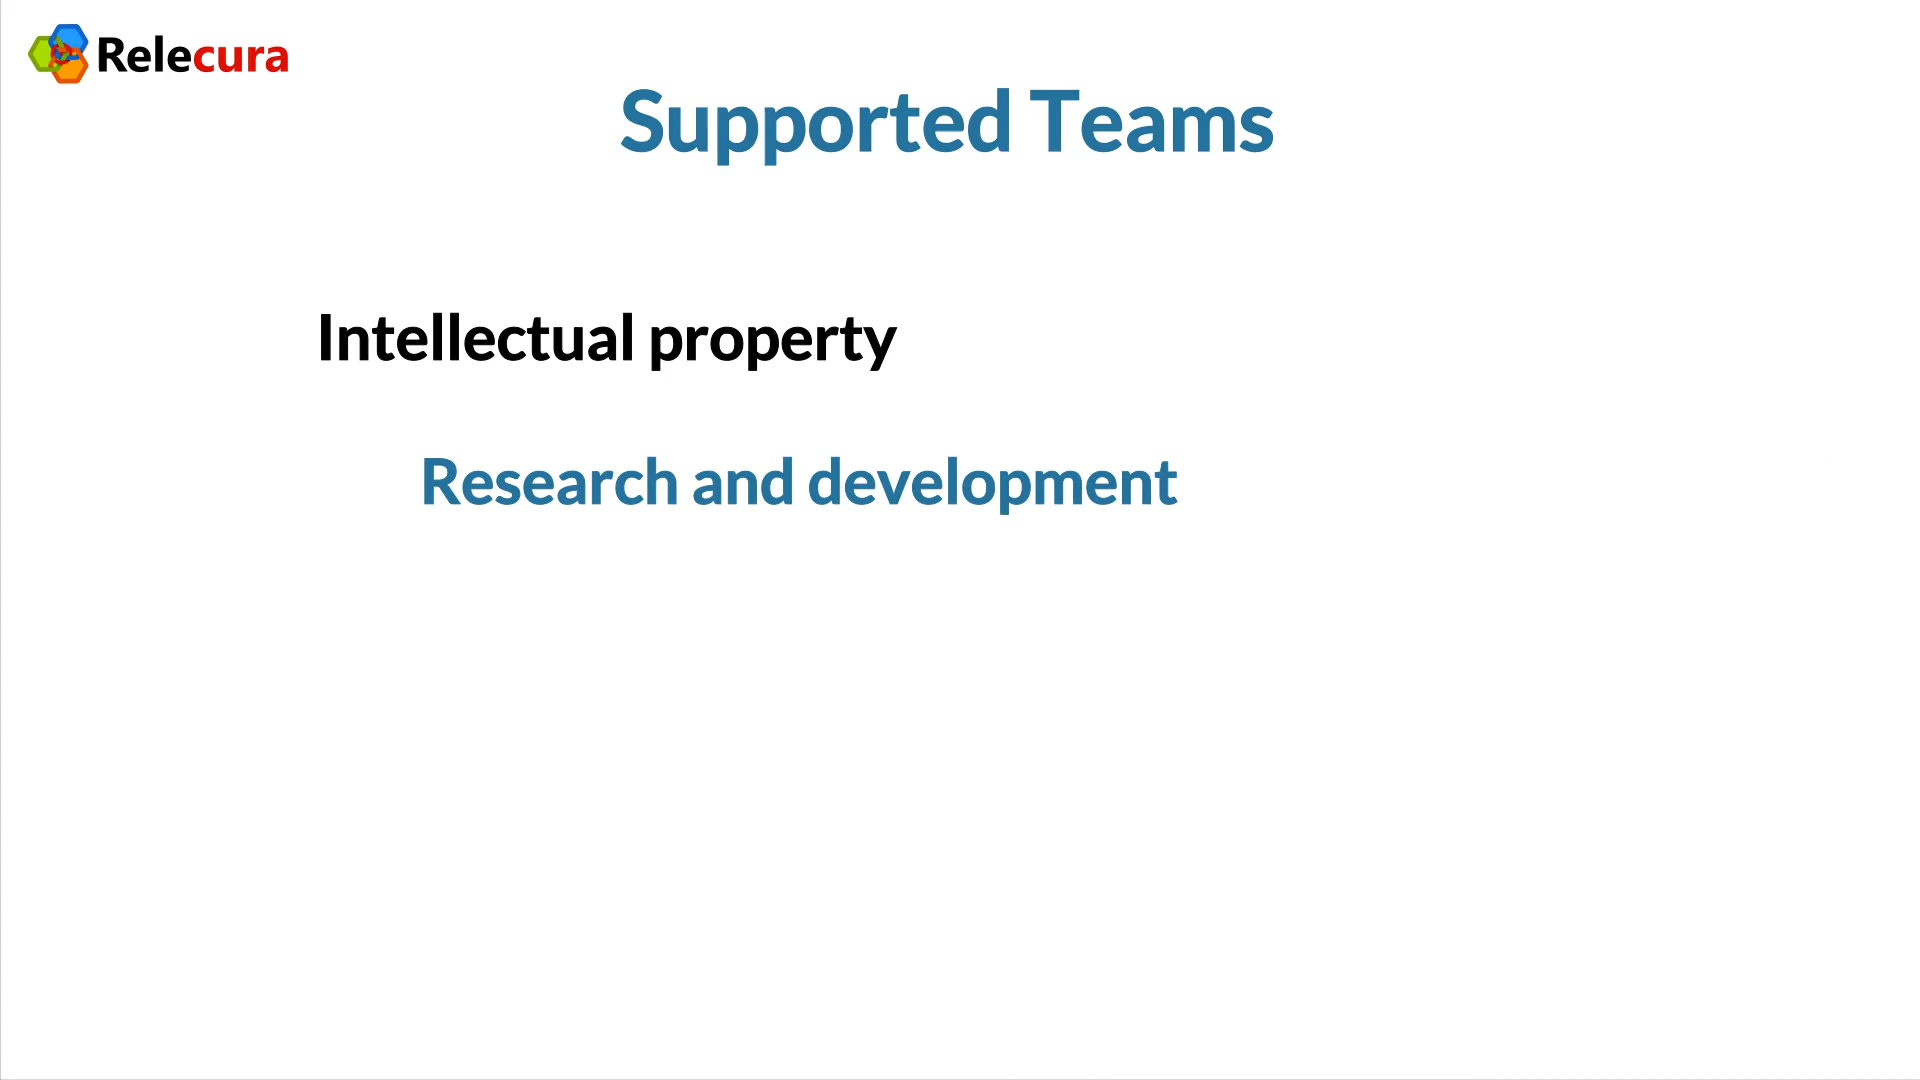 Relecura
Supported Teams
Intellectual property
Research and development